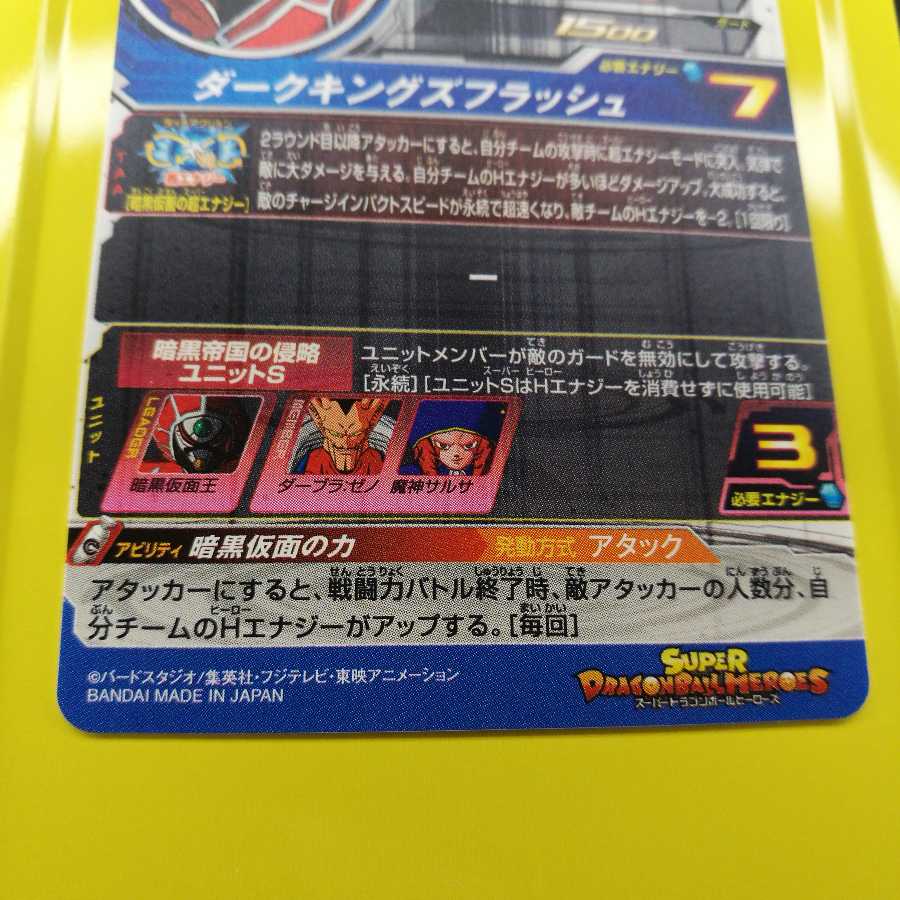 1500
ガード
必要エナジー
ダークキングズフラッシュ 7
TAA
[暗黒仮面の超エナジー]
2ラウンド目以降アタッカーにすると、自分チームの攻撃時に超エナジーモードに突入、気弾で
敵に大ダメージを与える。自分チームのHエナジーが多いほどダメージアップ。大成功すると、
敵のチャージインパクトスピードが永続で超速くなり、敵チームのHエナジーを-2。[1回限り]
ー
ユニット
暗黒帝国の侵略
ユニットS
ユニットメンバーが敵のガードを無効にして攻撃する。
[永続][ユニットSはHエナジーを消費せずに使用可能]
LEADER
暗黒仮面王
MEMBER
ダーブラ:ゼノ
魔神サルサ
3
必要エナジー
アビリティ 暗黒仮面の力 発動方式 アタック
アタッカーにすると、戦闘力バトル終了時、敵アタッカーの人数分、自
分チームのHエナジーがアップする。[毎回]
©バードスタジオ/集英社・フジテレビ・東映アニメーション
BANDAI MADE IN JAPAN
SUPER
DRAGONBALL HEROES
スーパードラゴンボールヒーローズ